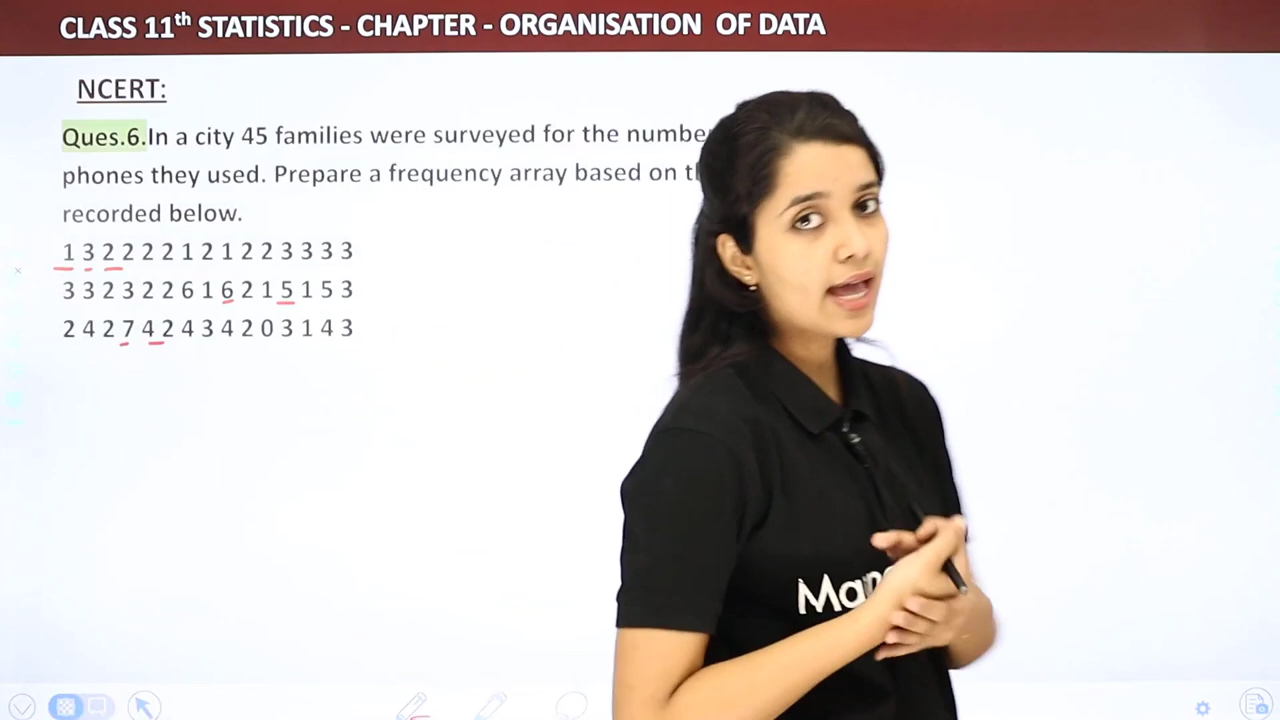 CLASS 11th STATISTICS - CHAPTER - ORGANISATION OF DATA
NCERT:
Ques.6.In a city 45 families were surveyed for the
phones they used. Prepare a frequency array based on
recorded below.
1 3 2 2 2 2 1 2 1 2 2 3 3 3 3
3 3 2 3 2 2 6 1 6 2 1 5 1 5 3
2 4 2 7 4 2 4 3 4 2 0 3 1 4 3